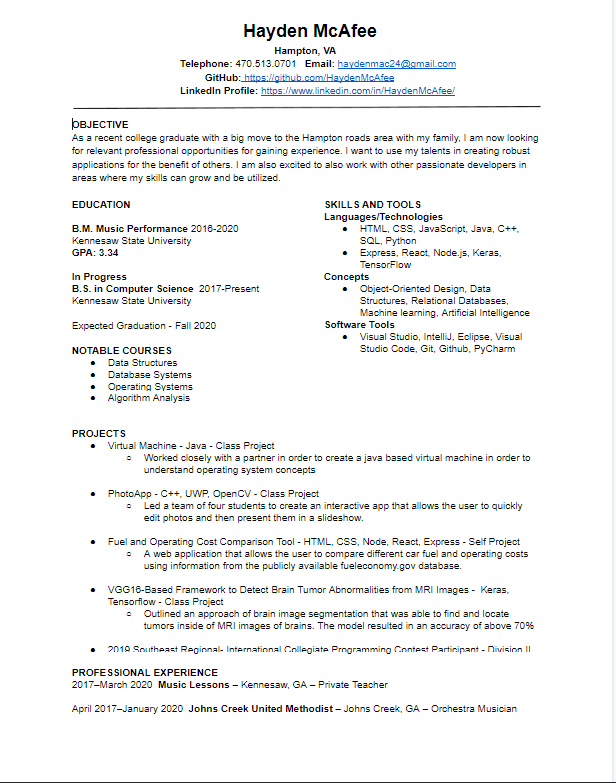 Hayden McAfee
Hampton, VA
Telephone: 470.513.0701 Email: haydenmac24@gmail.com
GitHub: https://github.com/HaydenMcAfee
LinkedIn Profile: https://www.linkedin.com/in/HaydenMcAfee/
OBJECTIVE
As a recent college graduate with a big move to the Hampton roads area with my family, I am now looking
for relevant professional opportunities for gaining experience. I want to use my talents in creating robust
applications for the benefit of others. I am also excited to also work with other passionate developers in
areas where my skills can grow and be utilized.
EDUCATION
B.M. Music Performance 2016-2020
Kennesaw State University
GPA: 3.34
In Progress
B.S. in Computer Science 2017-Present
Kennesaw State University
Expected Graduation - Fall 2020
NOTABLE COURSES
● Data Structures
● Database Systems
● Operating Systems
● Algorithm Analysis
SKILLS AND TOOLS
Languages/Technologies
● HTML, CSS, JavaScript, Java, C++,
SQL, Python
● Express, React, Node.js, Keras,
TensorFlow
Concepts
● Object-Oriented Design, Data
Structures, Relational Databases,
Machine learning, Artificial Intelligence
Software Tools
● Visual Studio, IntelliJ, Eclipse, Visual
Studio Code, Git, Github, PyCharm
PROJECTS
● Virtual Machine - Java - Class Project
○ Worked closely with a partner in order to create a java based virtual machine in order to
understand operating system concepts
● PhotoApp - C++, UWP, OpenCV - Class Project
○ Led a team of four students to create an interactive app that allows the user to quickly
edit photos and then present them in a slideshow.
● Fuel and Operating Cost Comparison Tool - HTML, CSS, Node, React, Express - Self Project
○ A web application that allows the user to compare different car fuel and operating costs
using information from the publicly available fueleconomy.gov database.
● VGG16-Based Framework to Detect Brain Tumor Abnormalities from MRI Images - Keras,
Tensorflow - Class Project
○ Outlined an approach of brain image segmentation that was able to find and locate
tumors inside of MRI images of brains. The model resulted in an accuracy of above 70%
● 2019 Southeast Regional- International Collegiate Programming Contest Participant - Division II
PROFESSIONAL EXPERIENCE
2017–March 2020 Music Lessons – Kennesaw, GA – Private Teacher
April 2017–January 2020 Johns Creek United Methodist – Johns Creek, GA – Orchestra Musician